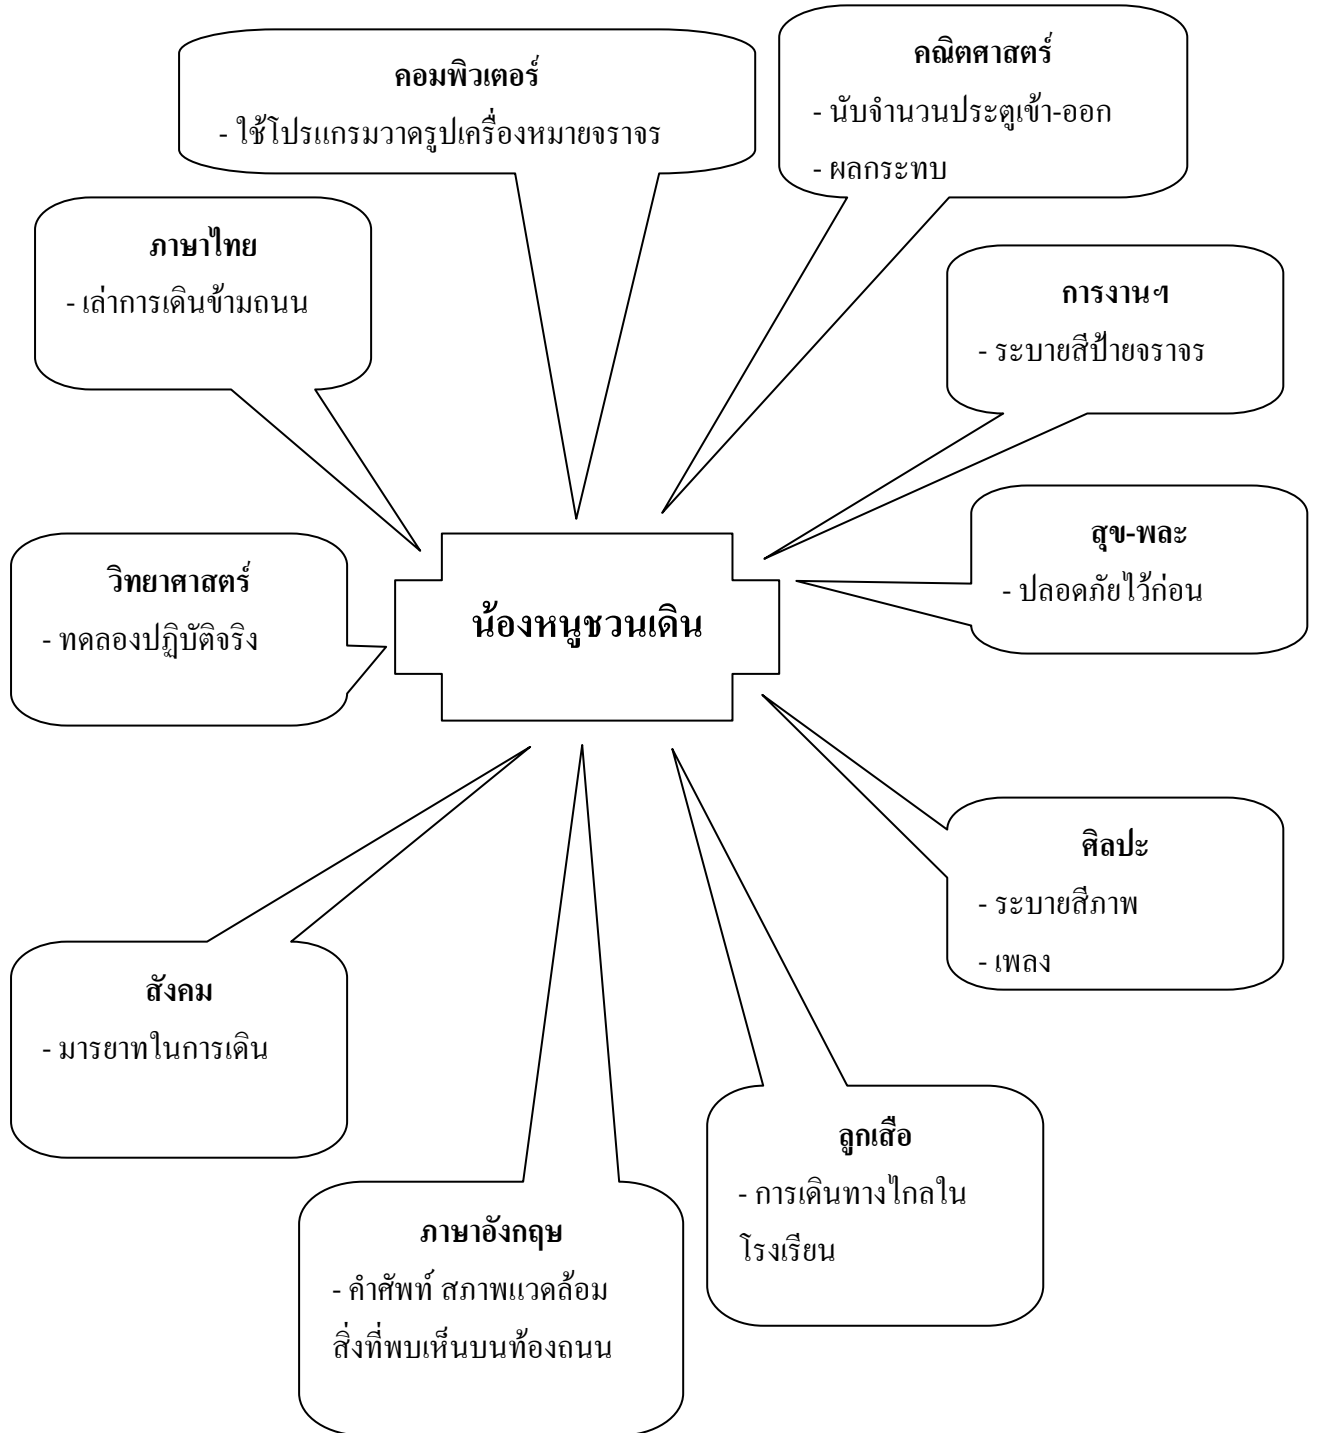 คอมพิวเตอร์
- ใช้โปรแกรมวาดรูปเครื่องหมายจราจร
คณิตศาสตร์
- นับจำนวนประตูเข้า-ออก
- ผลกระทบ
ภาษาไทย
- เล่าการเดินข้ามถนน
การงานฯ
- ระบายสีป้ายจราจร
สุข-พละ
- ปลอดภัยไว้ก่อน
วิทยาศาสตร์
- ทดลองปฏิบัติจริง
น้องหนูชวนเดิน
ศิลปะ
- ระบายสีภาพ
- เพลง
สังคม
- มารยาทในการเดิน
ลูกเสือ
- การเดินทางไกลใน
โรงเรียน
ภาษาอังกฤษ
- คำศัพท์ สภาพแวดล้อม
สิ่งที่พบเห็นบนท้องถนน